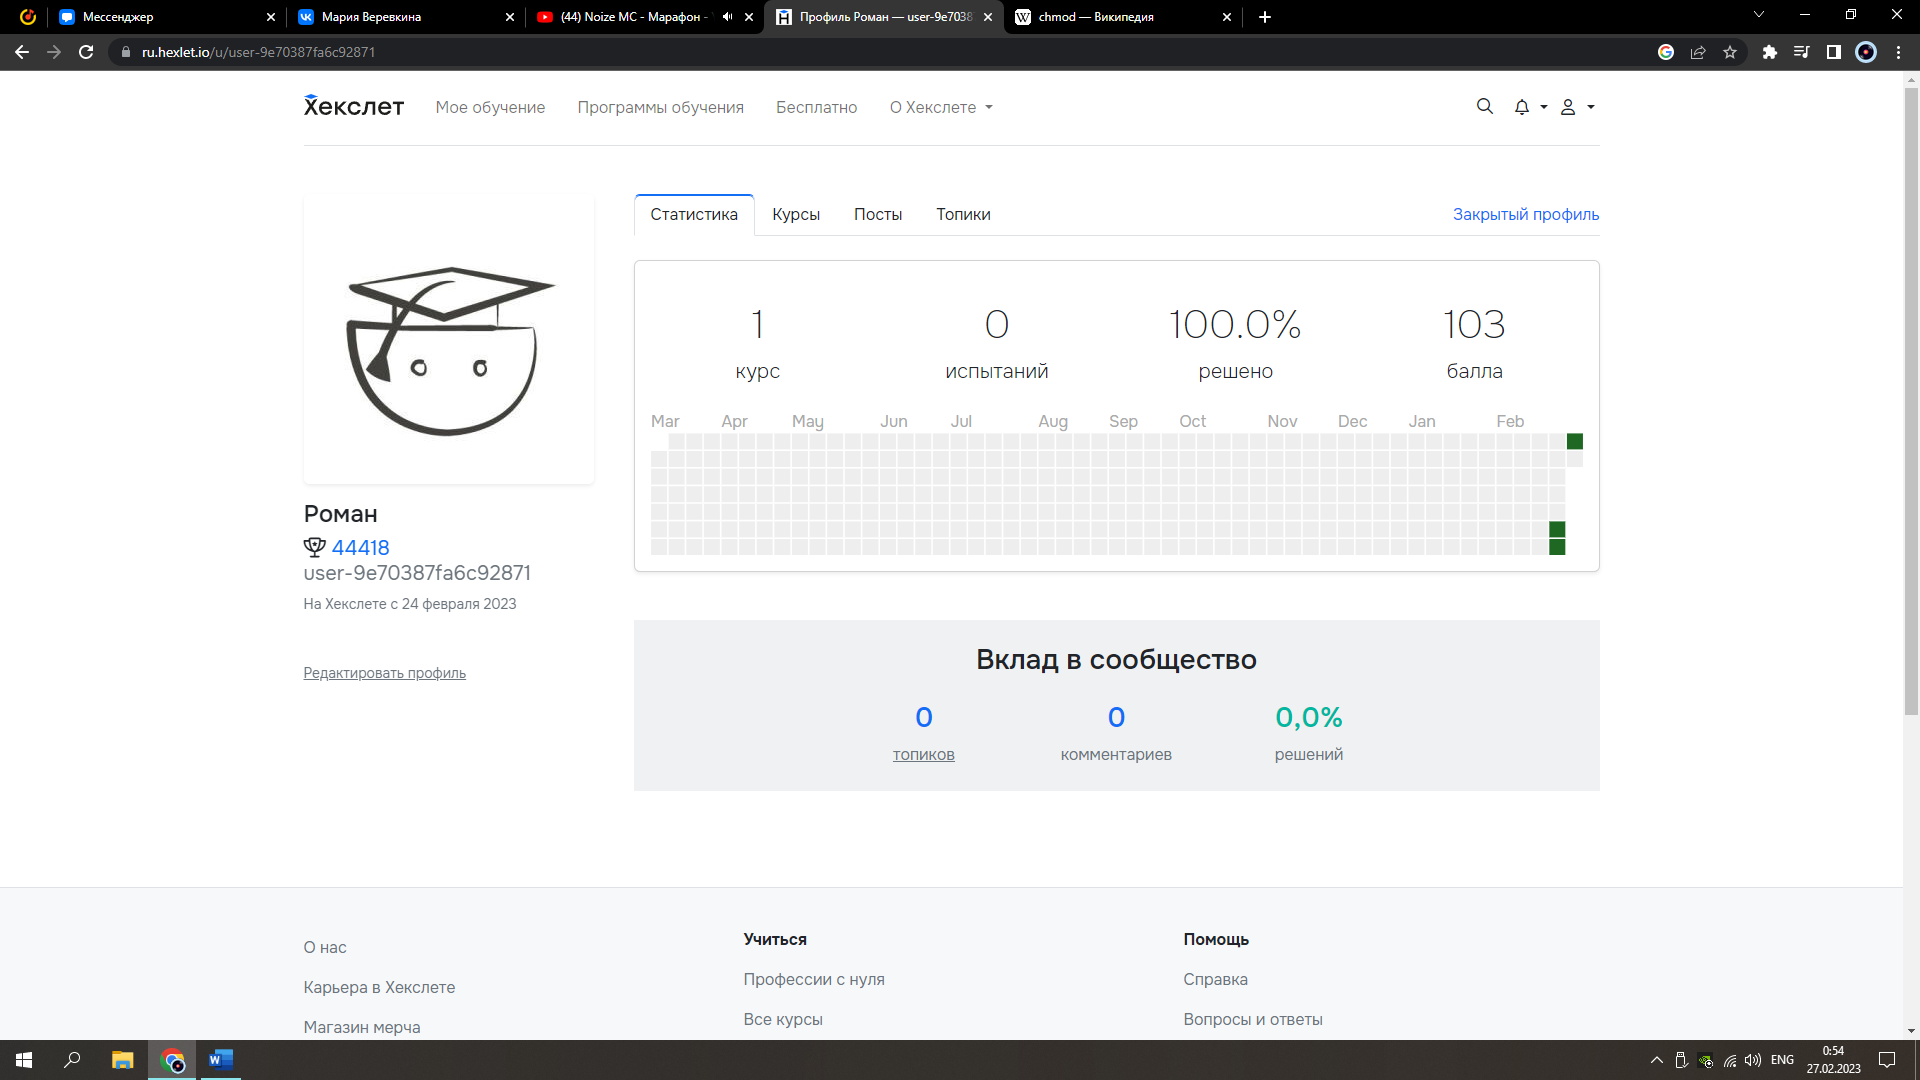 Мессенджер
Мария Веревкина
(44) Noize MC - Марафон -
Профиль Роман — user-9e7038
chmod — Википедия
ru.hexlet.io/u/user-9e70387fa6c92871
Хекслет
Мое обучение
Программы обучения
Бесплатно
О Хекслете
Статистика
Курсы
Посты
Топики
Закрытый профиль
1
0
100.0%
103
курс
испытаний
решено
балла
Mar Apr May Jun Jul Aug Sep Oct Nov Dec Jan Feb
Роман
44418
user-9e70387fa6c92871
На Хекслете с 24 февраля 2023
Редактировать профиль
Вклад в сообщество
0
0
0,0%
топиков
комментариев
решений
О нас
Карьера в Хекслете
Магазин мерча
Учиться
Профессии с нуля
Все курсы
Помощь
Справка
Вопросы и ответы
ENG
0:54
27.02.2023